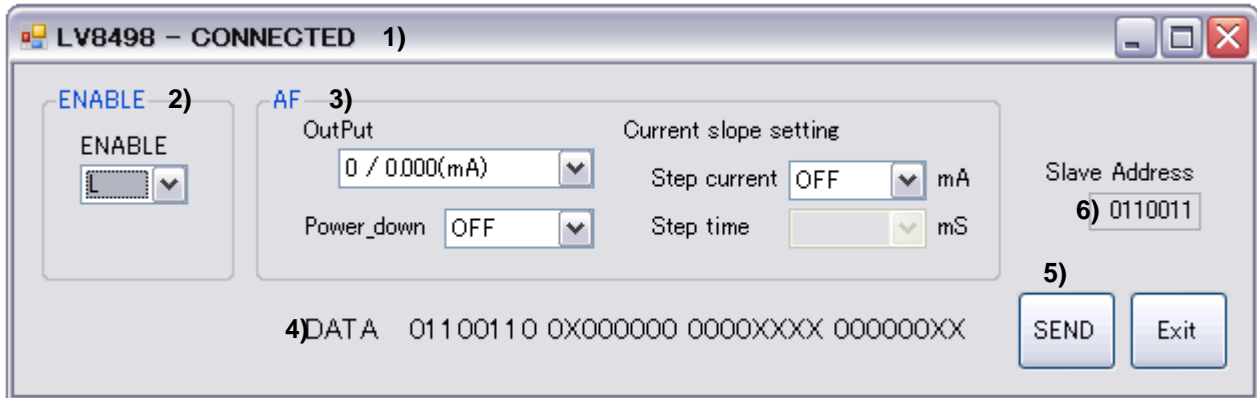 LV8498 - CONNECTED 1)
ENABLE 2)
ENABLE
L
AF 3)
OutPut
0 / 0.000(mA)
Power_down OFF
Current slope setting
Step current OFF mA
Step time mS
Slave Address
6) 0110011
4) DATA 01100110 0X000000 0000XXXX 000000XX
5)
SEND Exit